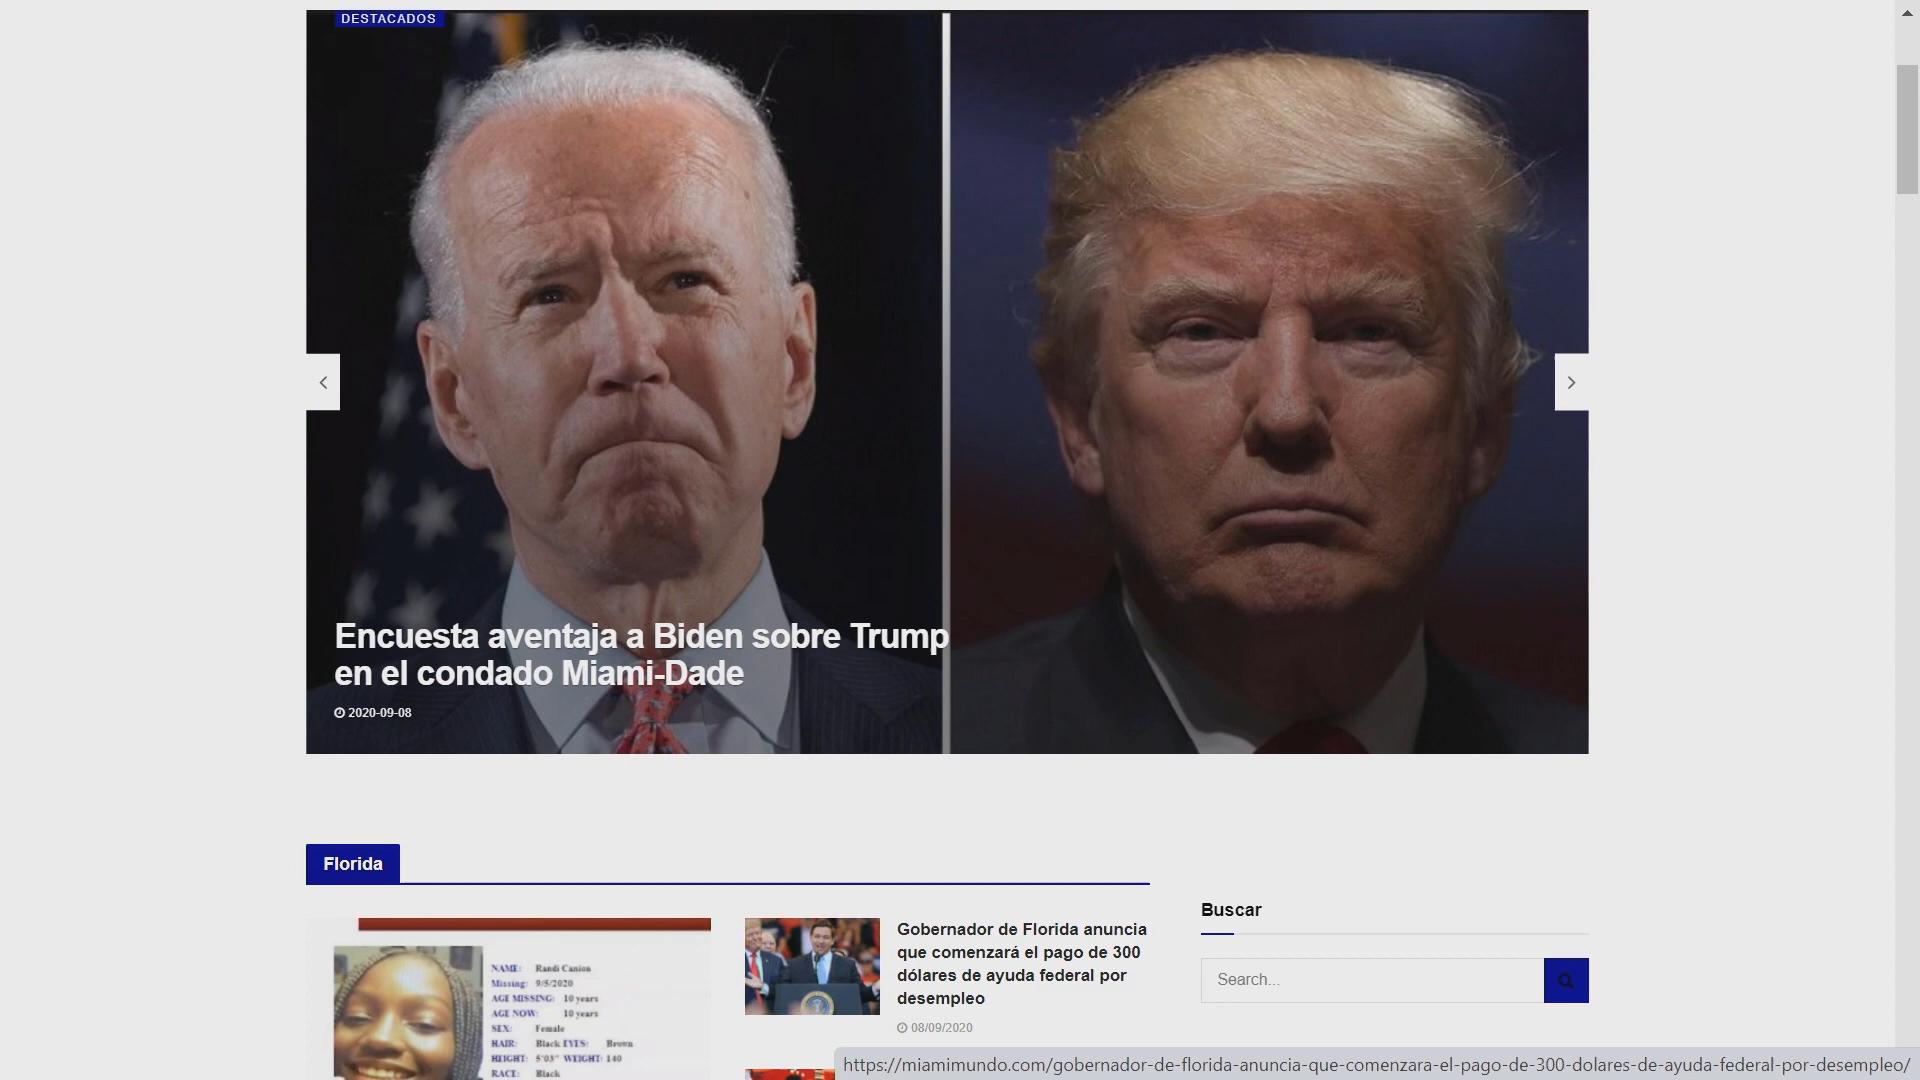 DESTACADOS
Encuesta aventaja a Biden sobre Trump
en el condado Miami-Dade
2020-09-08
Florida
NAME: Randi Canion
Missing: 9/5/2020
AGE MISSING: 10 years
AGE NOW: 10 years
SEX: Female
HAIR: Black EYES: Brown
HEIGHT: 5'03" WEIGHT: 140
RACE: Black
Gobernador de Florida anuncia
que comenzará el pago de 300
dólares de ayuda federal por
desempleo
08/09/2020
Buscar
Search...
https://miamimundo.com/gobernador-de-florida-anuncia-que-comenzara-el-pago-de-300-dolares-de-ayuda-federal-por-desempleo/